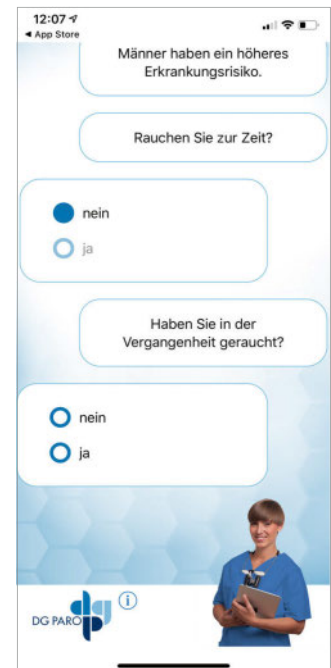 12:07
◀ App Store
Männer haben ein höheres
Erkrankungsrisiko.
Rauchen Sie zur Zeit?
nein
ja
Haben Sie in der
Vergangenheit geraucht?
nein
ja
DG PARO
i